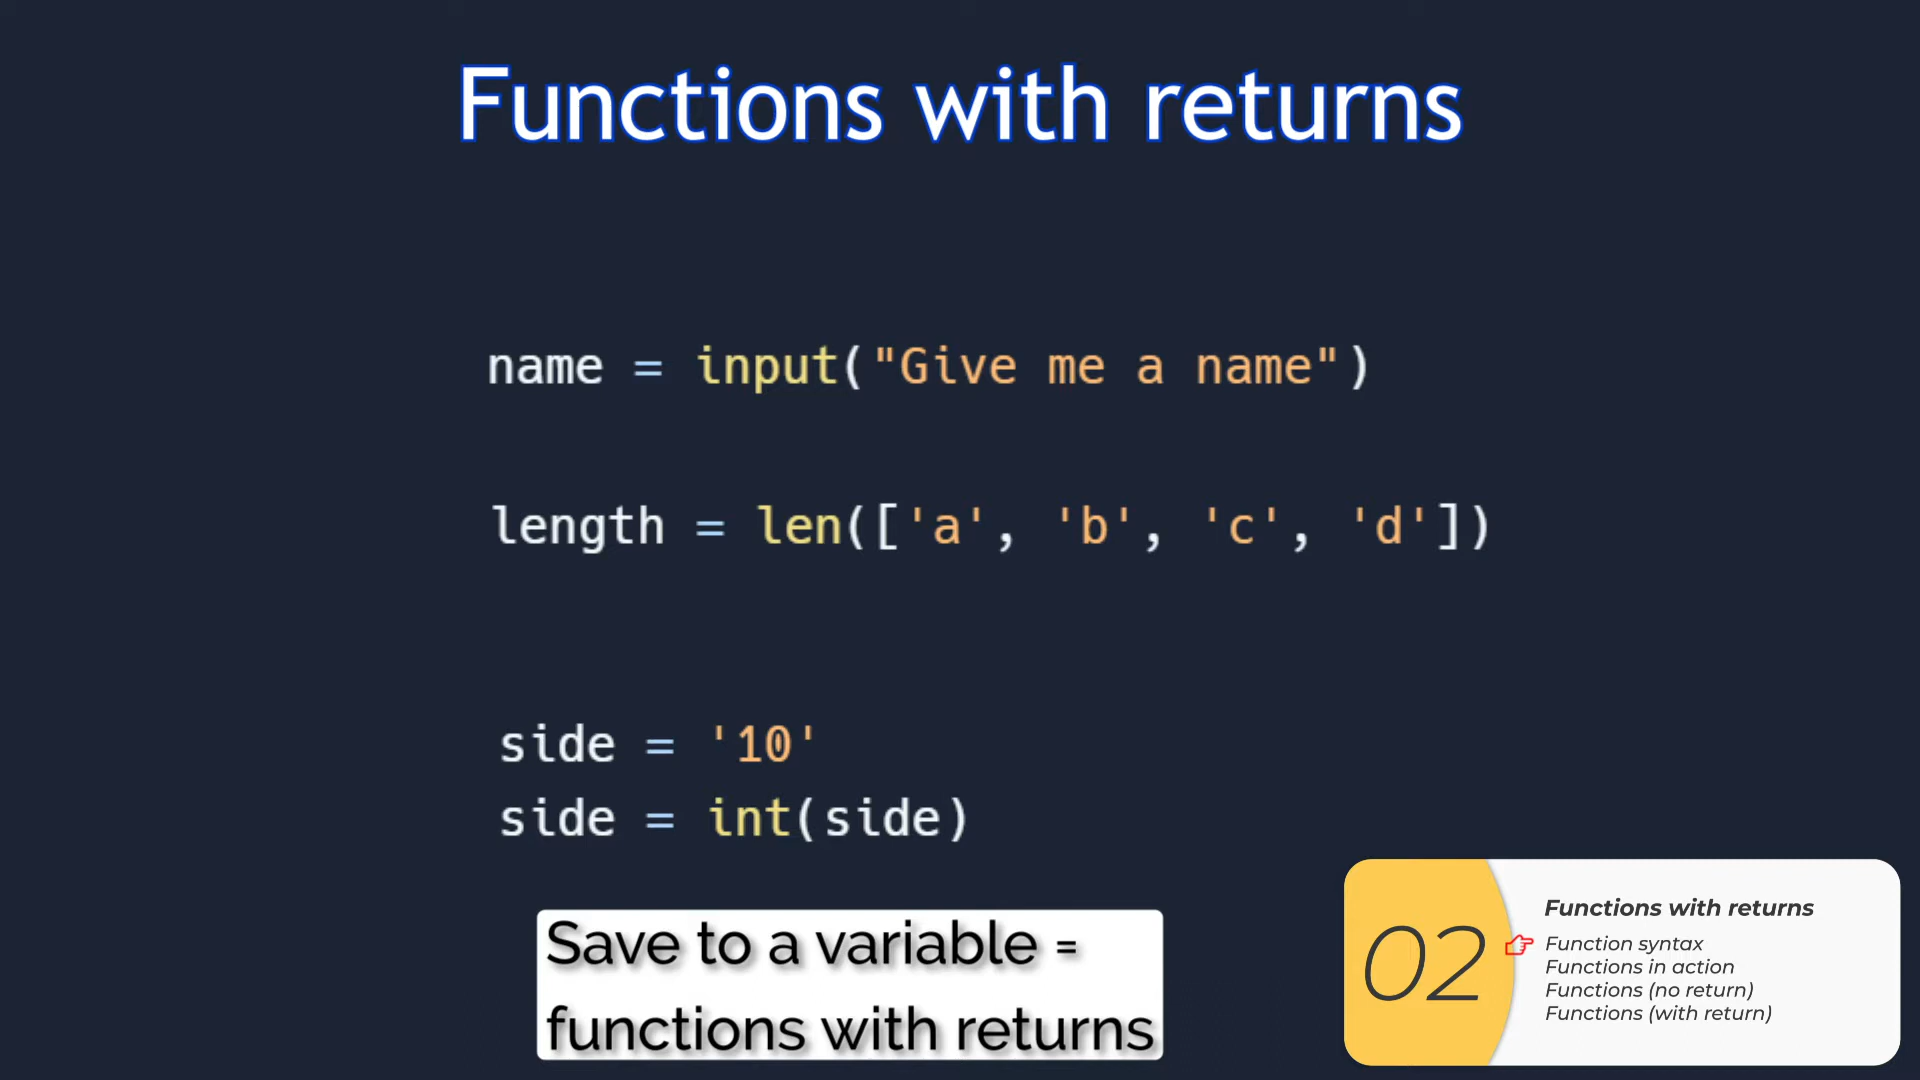 Functions with returns
name = input("Give me a name")
length = len(['a', 'b', 'c', 'd'])
side = '10'
side = int(side)
Save to a variable =
functions with returns
02
Functions with returns
Function syntax
Functions in action
Functions (no return)
Functions (with return)